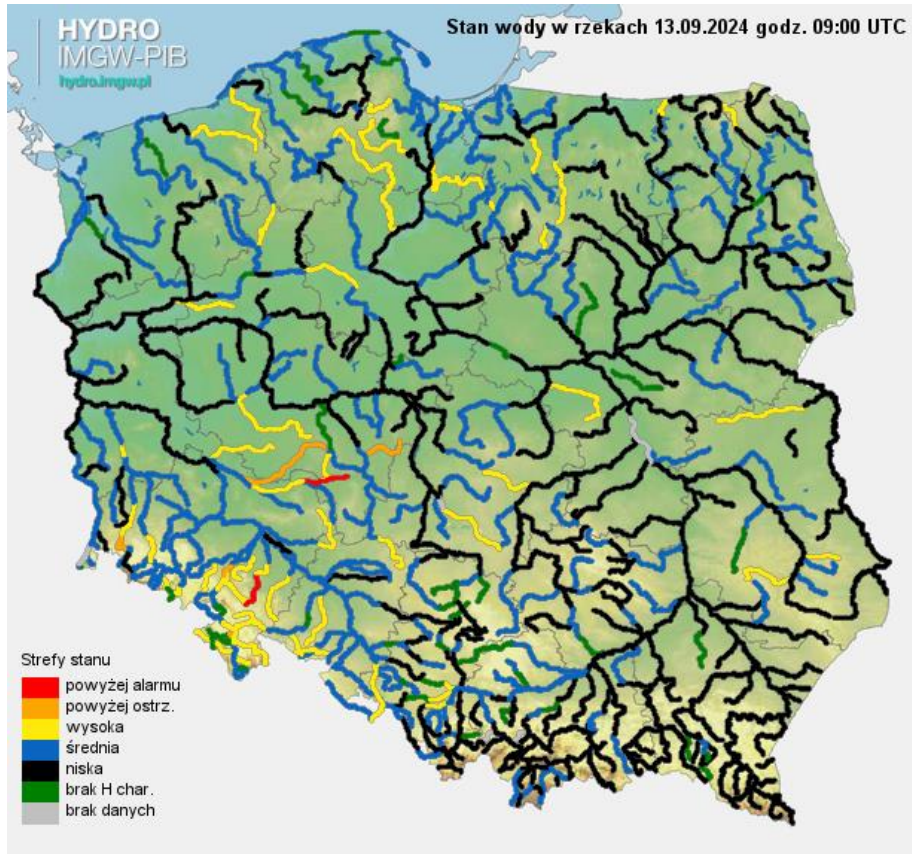 HYDRO
IMGW-PIB
hydro.imgw.pl
Stan wody w rzekach 13.09.2024 godz. 09:00 UTC
Strefy stanu
powyżej alarmu
powyżej ostrz.
wysoka
średnia
niska
brak H char.
brak danych